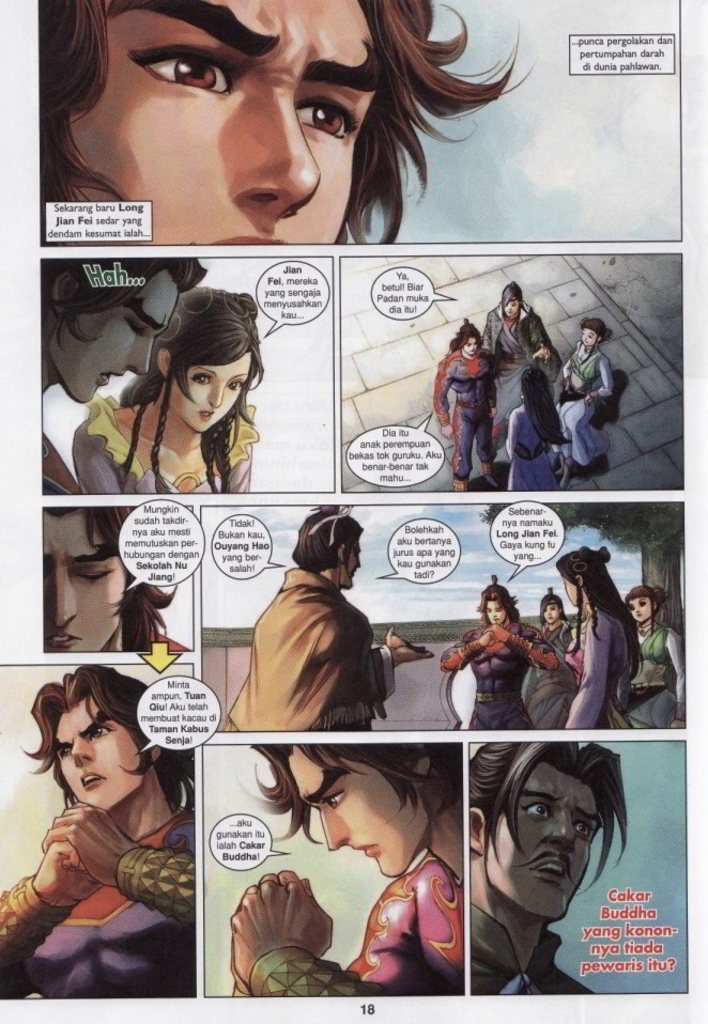 ...punca pergolakan dan
pertumpahan darah
di dunia pahlawan.
Sekarang baru Long
Jian Fei sedar yang
dendam kesumat ialah...
Hah...
Jian
Fei, mereka
yang sengaja
menyusahkan
kau...
Ya,
betul! Biar
Padan muka
dia itu!
Dia itu
anak perempuan
bekas tok guruku. Aku
benar-benar tak
mahu...
Mungkin
sudah takdir-
nya aku mesti
memutuskan per-
hubungan dengan
Sekolah Nu
Jiang!
Tidak!
Bukan kau,
Ouyang Hao
yang ber-
salah!
Bolehkah
aku bertanya
jurus apa yang
kau gunakan
tadi?
Sebenar-
nya namaku
Long Jian Fei.
Gaya kung fu
yang...
Minta
ampun, Tuan
Qiu! Aku telah
membuat kacau di
Taman Kabus
Senja!
...aku
gunakan itu
ialah Cakar
Buddha!
Cakar
Buddha
yang konon-
nya tiada
pewaris itu?
18